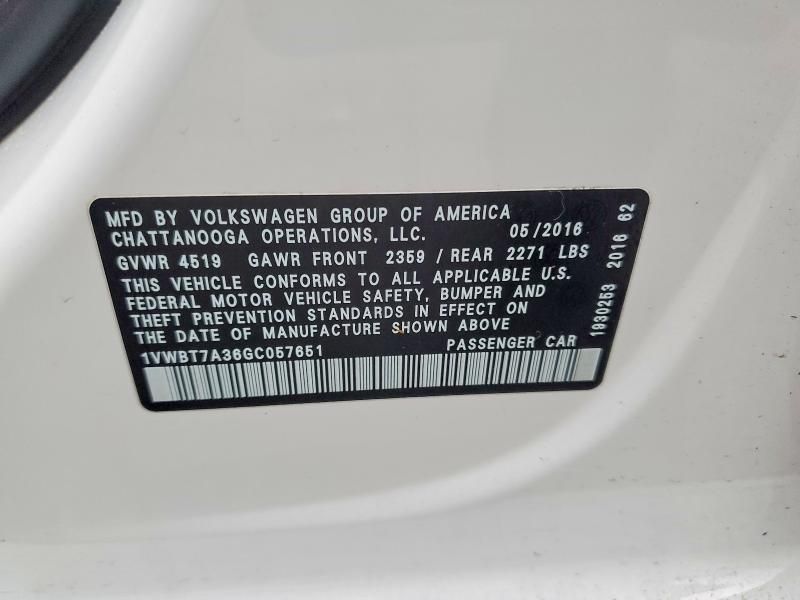 MFD BY VOLKSWAGEN GROUP OF AMERICA
CHATTANOOGA OPERATIONS, LLC. 05/2016
GVWR 4519 GAWR FRONT 2359 / REAR 2271 LBS
THIS VEHICLE CONFORMS TO ALL APPLICABLE U.S.
FEDERAL MOTOR VEHICLE SAFETY, BUMPER AND
THEFT PREVENTION STANDARDS IN EFFECT ON
THE DATE OF MANUFACTURE SHOWN ABOVE
1VWBT7A36GC057651 PASSENGER CAR
1930253 2016 62